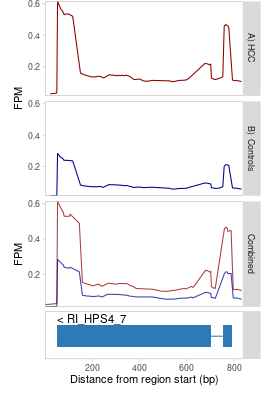 0.6
0.4
0.2
A) HCC
FPM
0.6
0.4
0.2
B) Controls
0.6
0.4
0.2
Combined
FPM
< RI_HPS4_7
200
400
600
800
Distance from region start (bp)